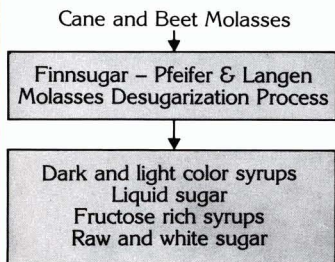 Cane and Beet Molasses
Finnsugar – Pfeifer & Langen
Molasses Desugarization Process
Dark and light color syrups
Liquid sugar
Fructose rich syrups
Raw and white sugar